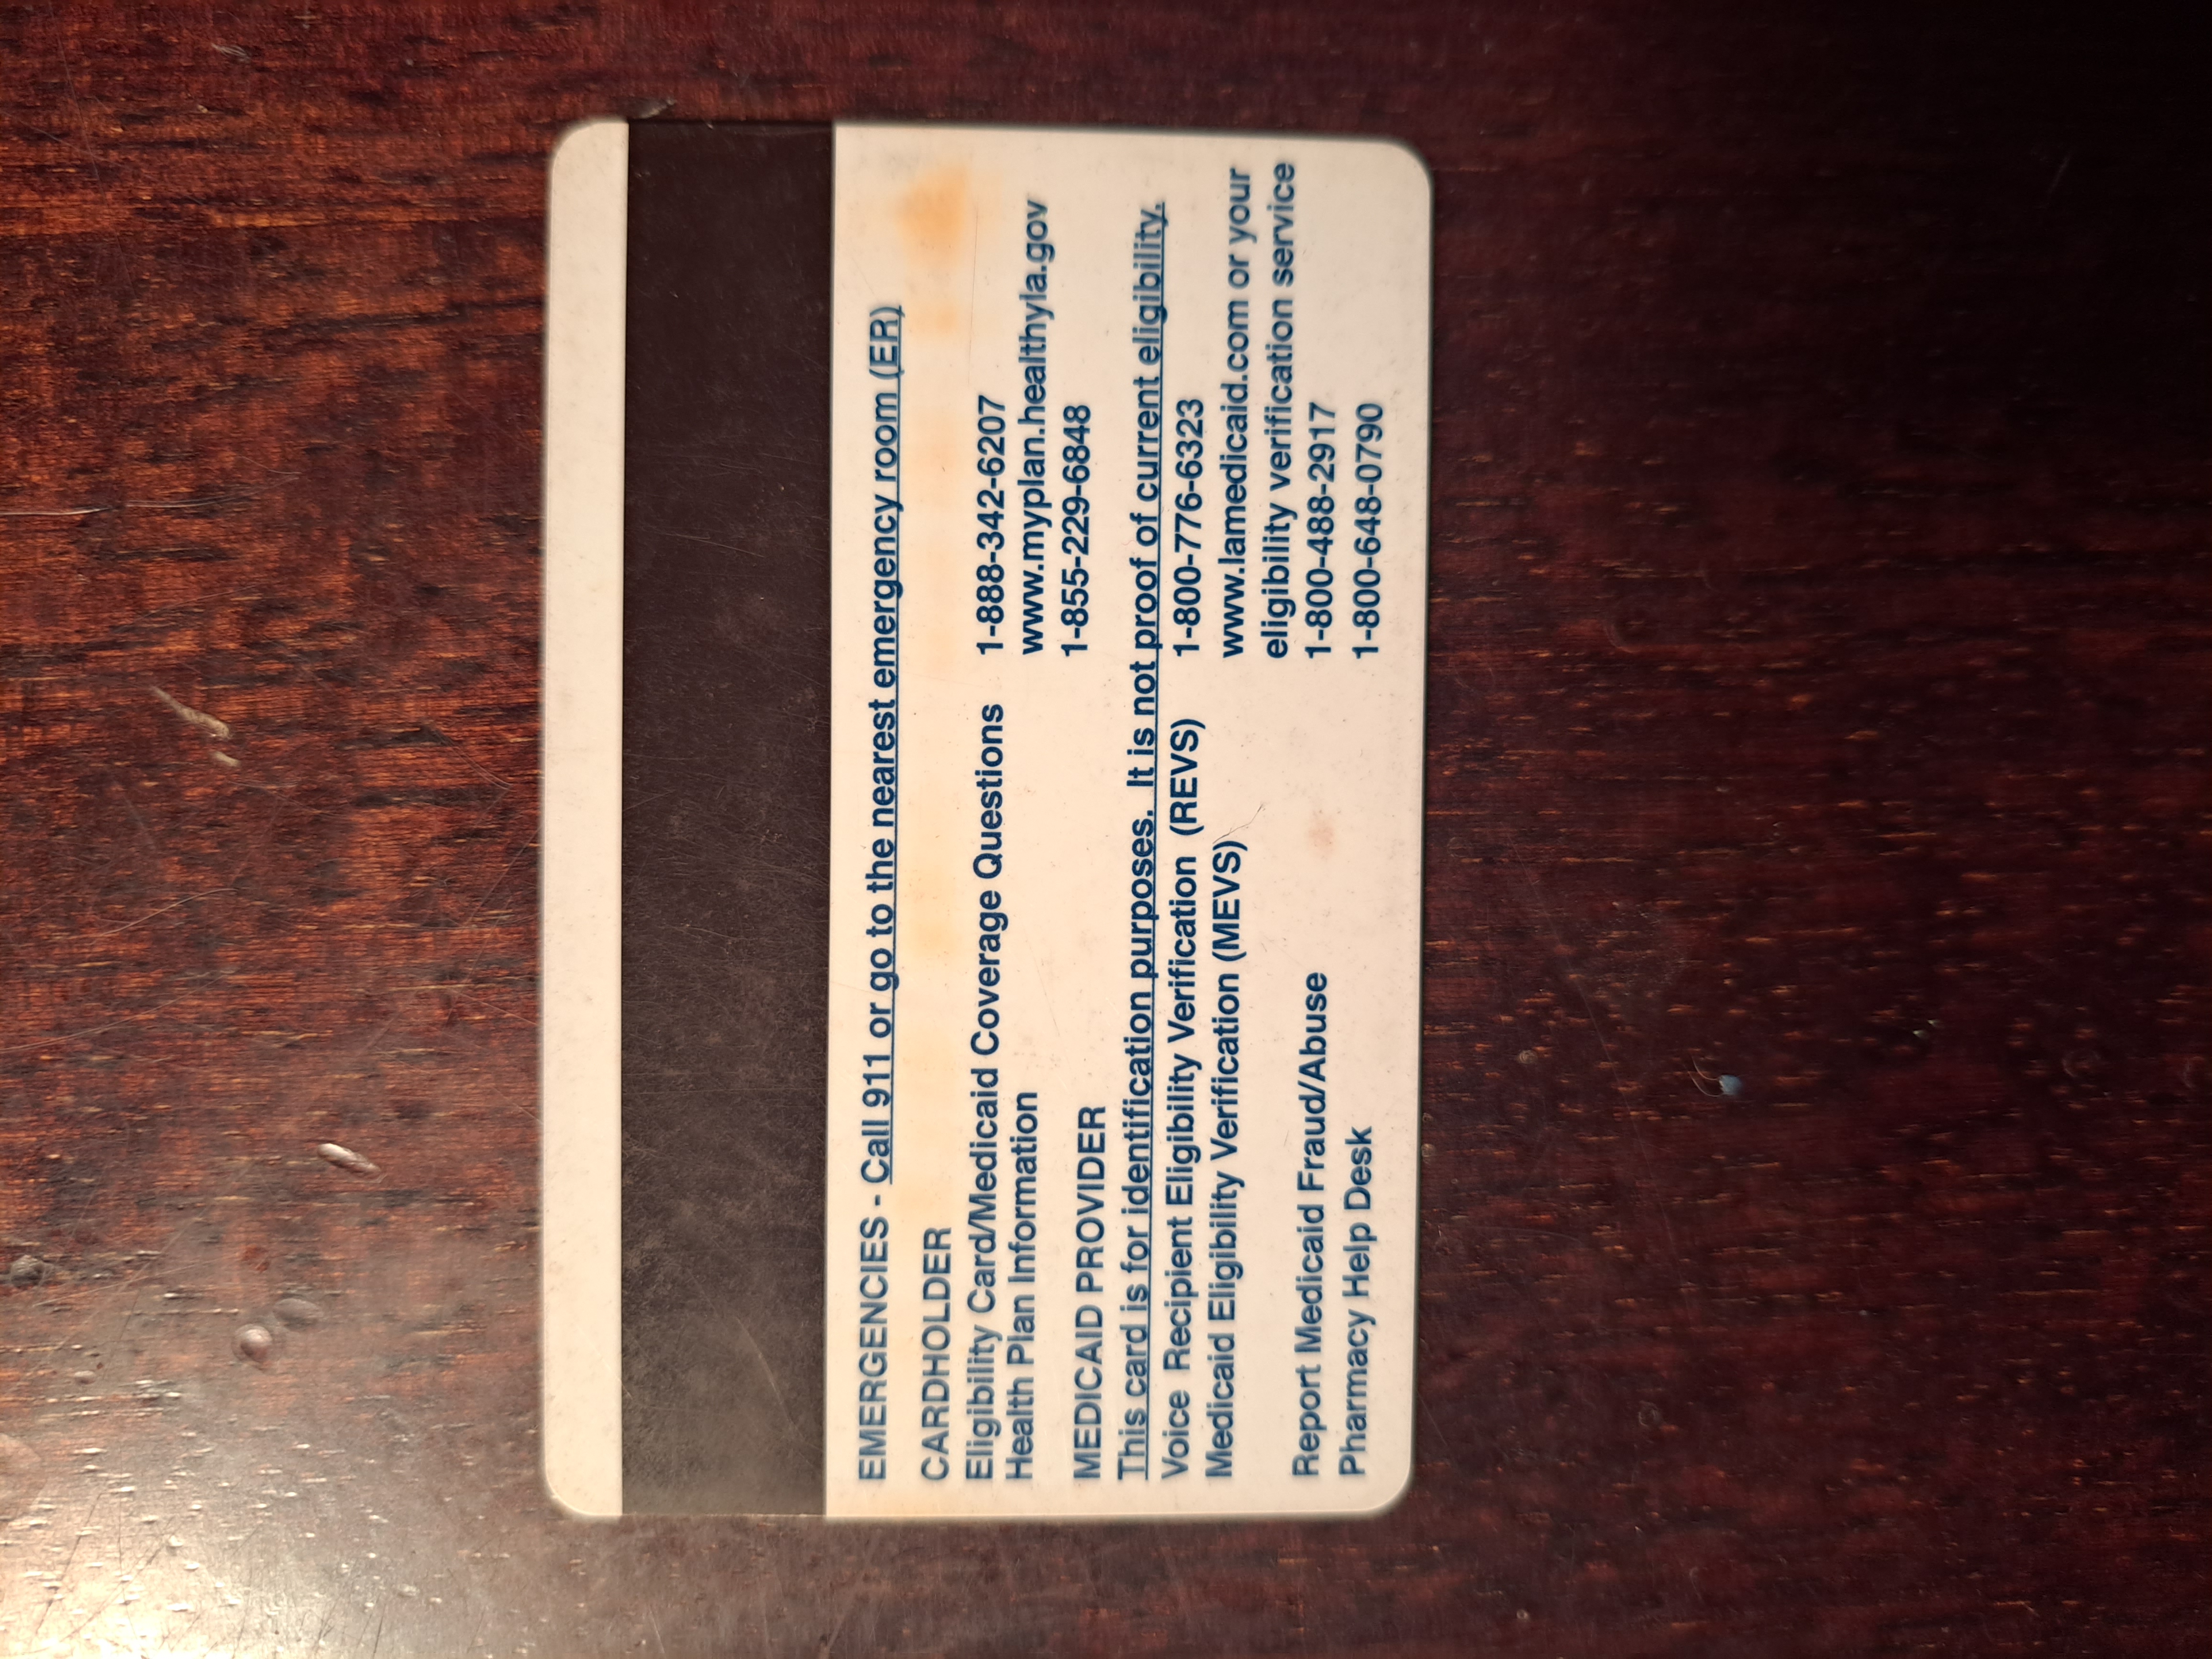 EMERGENCIES - Call 911 or go to the nearest emergency room (ER)
CARDHOLDER
Eligibility Card/Medicaid Coverage Questions 1-888-342-6207
Health Plan Information www.myplan.healthyla.gov
1-855-229-6848
MEDICAID PROVIDER
This card is for identification purposes. It is not proof of current eligibility.
Voice Recipient Eligibility Verification (REVS) 1-800-776-6323
Medicaid Eligibility Verification (MEVS) www.lamedicaid.com or your
eligibility verification service
Report Medicaid Fraud/Abuse 1-800-488-2917
Pharmacy Help Desk 1-800-648-0790